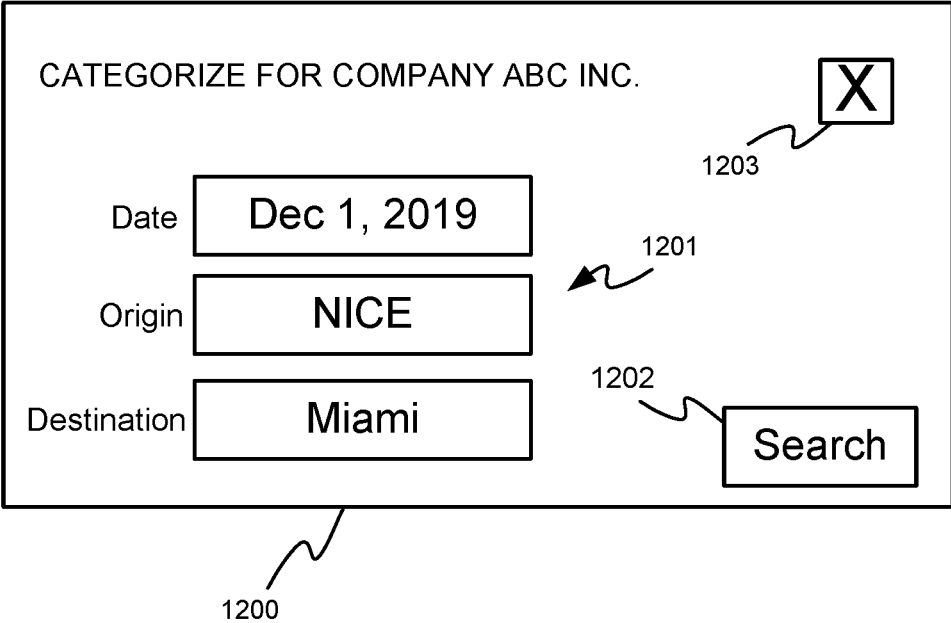 CATEGORIZE FOR COMPANY ABC INC.
X
1203
Date
Dec 1, 2019
1201
Origin
NICE
1202
Destination
Miami
Search
1200